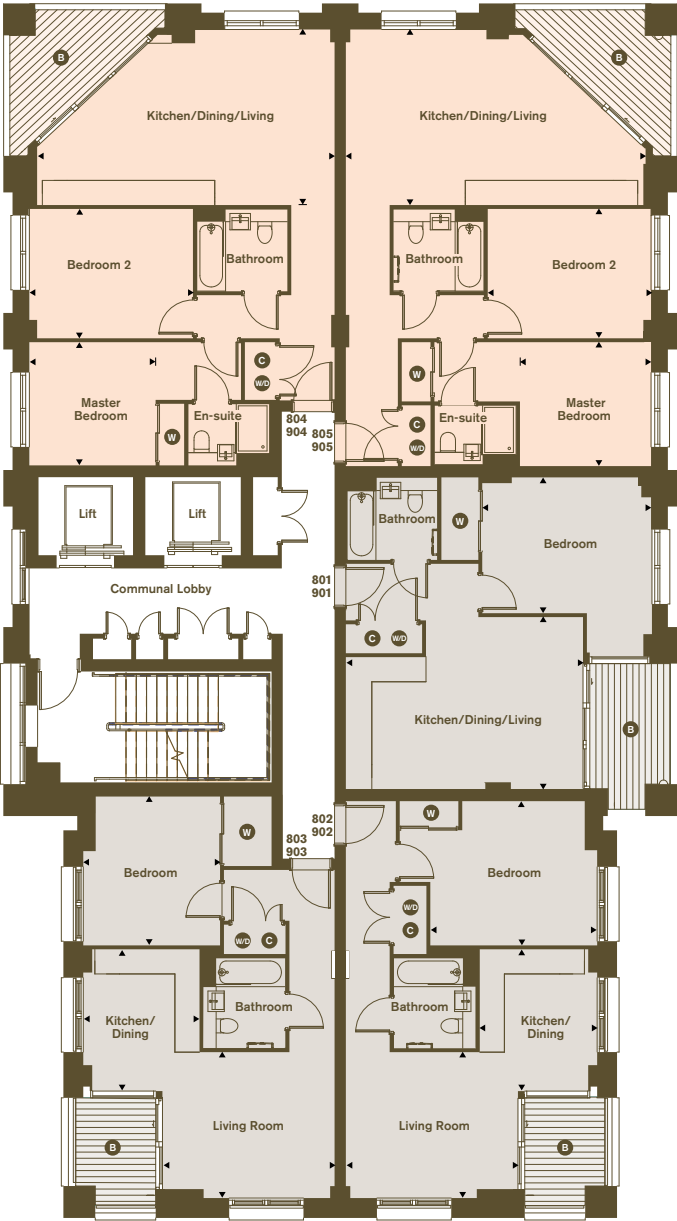 B
B
Kitchen/Dining/Living
Kitchen/Dining/Living
Bedroom 2
Bathroom
Bathroom
Bedroom 2
C
W/D
W
Master
Bedroom
En-suite
W
En-suite
Master
Bedroom
804
904
805
905
C
W/D
Lift
Lift
Bathroom
W
Bedroom
Communal Lobby
801
901
C
W/D
Kitchen/Dining/Living
B
802
902
803
903
W
W
Bedroom
Bedroom
W/D
C
W/D
C
Bathroom
Bathroom
Kitchen/
Dining
Kitchen/
Dining
Living Room
Living Room
B
B